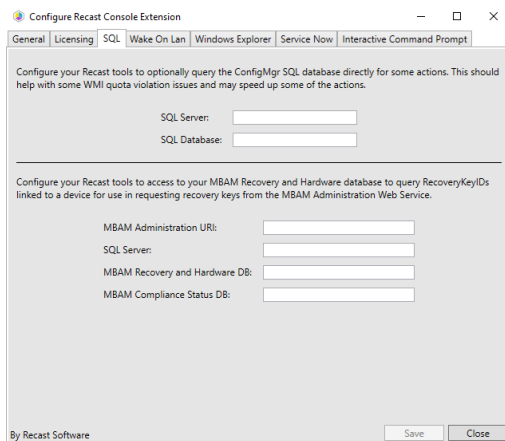 Configure Recast Console Extension
General Licensing SQL Wake On Lan Windows Explorer Service Now Interactive Command Prompt
Configure your Recast tools to optionally query the ConfigMgr SQL database directly for some actions. This should
help with some WMI quota violation issues and may speed up some of the actions.
SQL Server:
SQL Database:
Configure your Recast tools to access to your MBAM Recovery and Hardware database to query RecoveryKeyIDs
linked to a device for use in requesting recovery keys from the MBAM Administration Web Service.
MBAM Administration URI:
SQL Server:
MBAM Recovery and Hardware DB:
MBAM Compliance Status DB:
By Recast Software Save Close